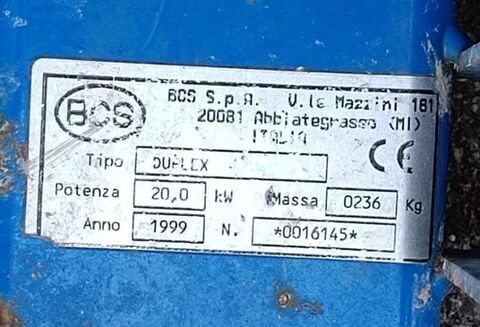 BCS
BCS S.p.A. V.le Mazzini 161
20081 Abbiategrasso (MI)
ITALIA
CE
Tipo DUPLEX
Potenza 20,0 kW Massa 0236 Kg
Anno 1999 N. *0016145*